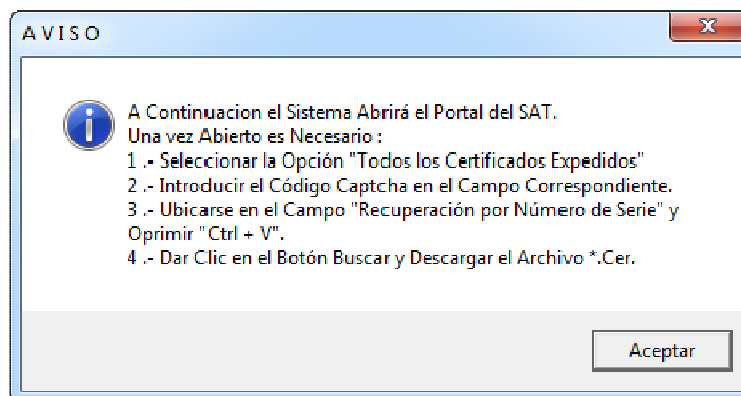 AVISO
X
A Continuacion el Sistema Abrirá el Portal del SAT.
Una vez Abierto es Necesario :
1 .- Seleccionar la Opción "Todos los Certificados Expedidos"
2 .- Introducir el Código Captcha en el Campo Correspondiente.
3 .- Ubicarse en el Campo "Recuperación por Número de Serie" y
Oprimir "Ctrl + V".
4 .- Dar Clic en el Botón Buscar y Descargar el Archivo *.Cer.
Aceptar